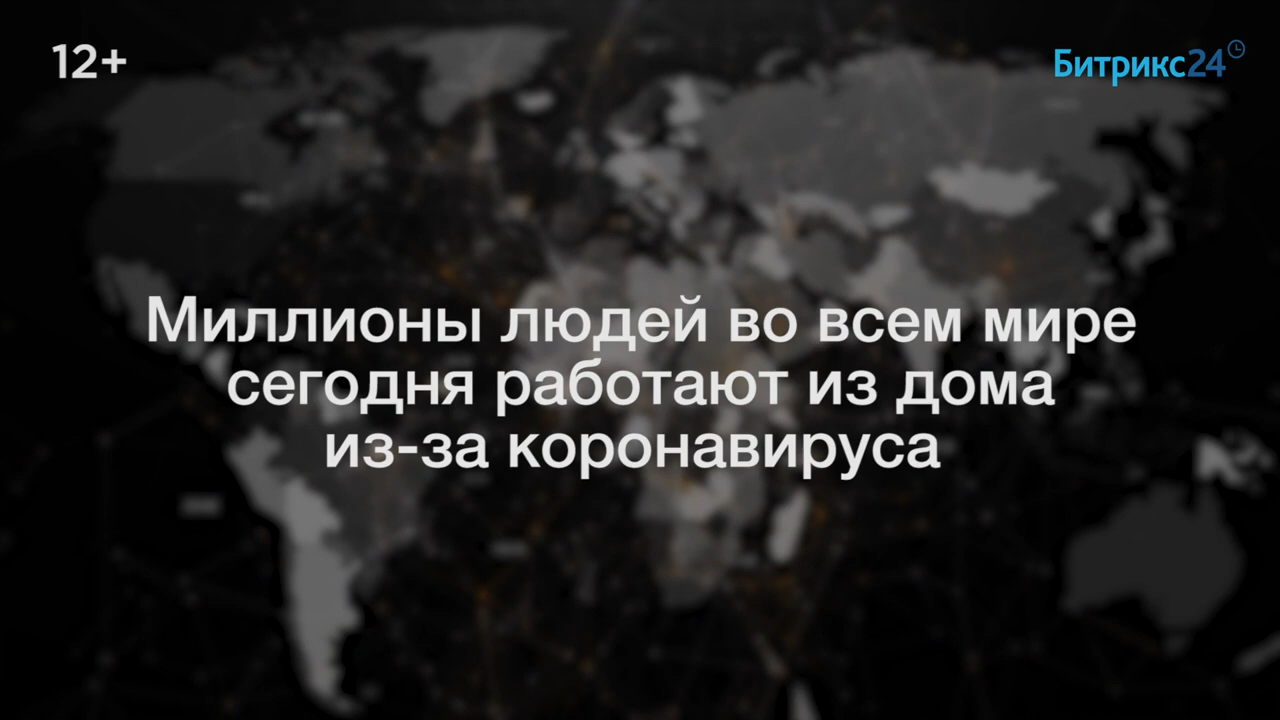 12+
Битрикс24
Миллионы людей во всем мире
сегодня работают из дома
из-за коронавируса